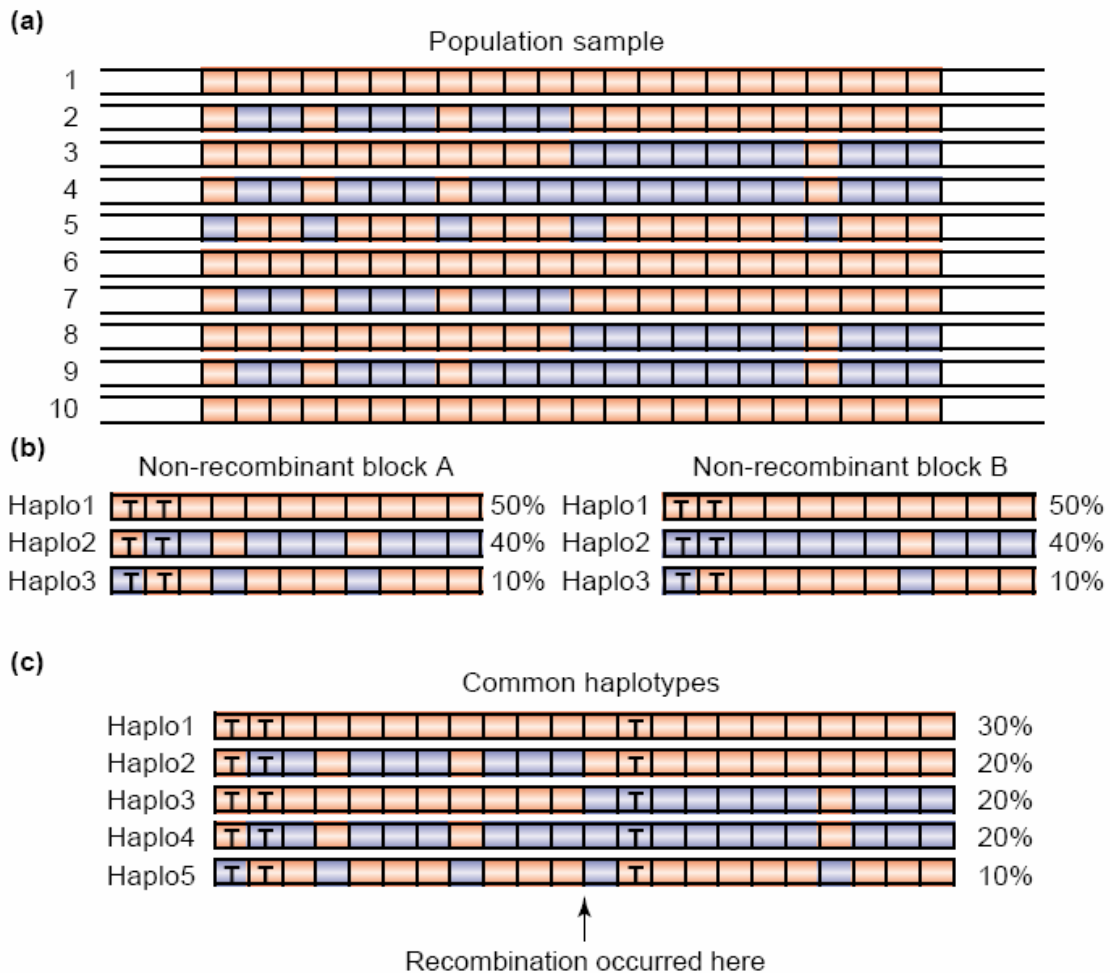 (a)
Population sample
1
2
3
4
5
6
7
8
9
10
(b)
Non-recombinant block A
Haplo1 T T 50%
Haplo2 T T 40%
Haplo3 T T 10%
Non-recombinant block B
Haplo1 T T 50%
Haplo2 T T 40%
Haplo3 T T 10%
(c)
Common haplotypes
Haplo1 T T T 30%
Haplo2 T T T 20%
Haplo3 T T T 20%
Haplo4 T T T 20%
Haplo5 T T T 10%
Recombination occurred here